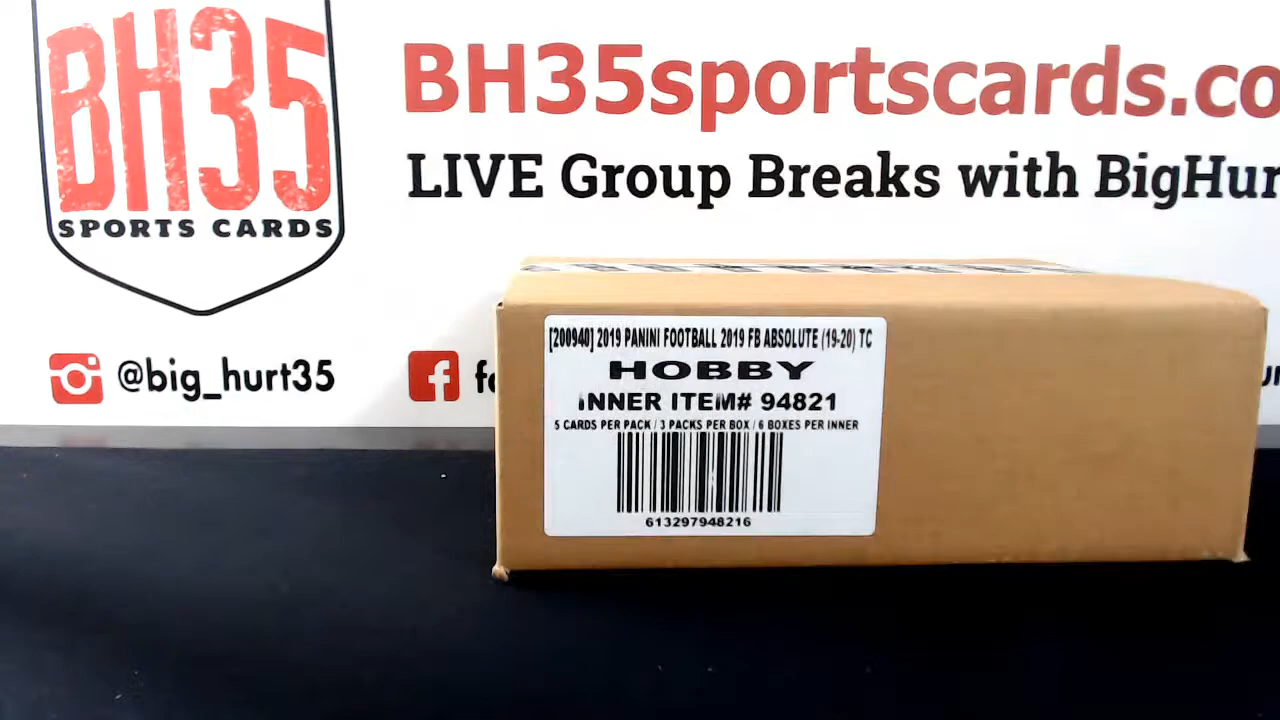 BH35
SPORTS CARDS
BH35sportscards.co
LIVE Group Breaks with BigHur
@big_hurt35
[200940] 2019 PANINI FOOTBALL 2019 FB ABSOLUTE (19-20) TC
HOBBY
INNER ITEM# 94821
5 CARDS PER PACK / 3 PACKS PER BOX / 6 BOXES PER INNER
613297948216